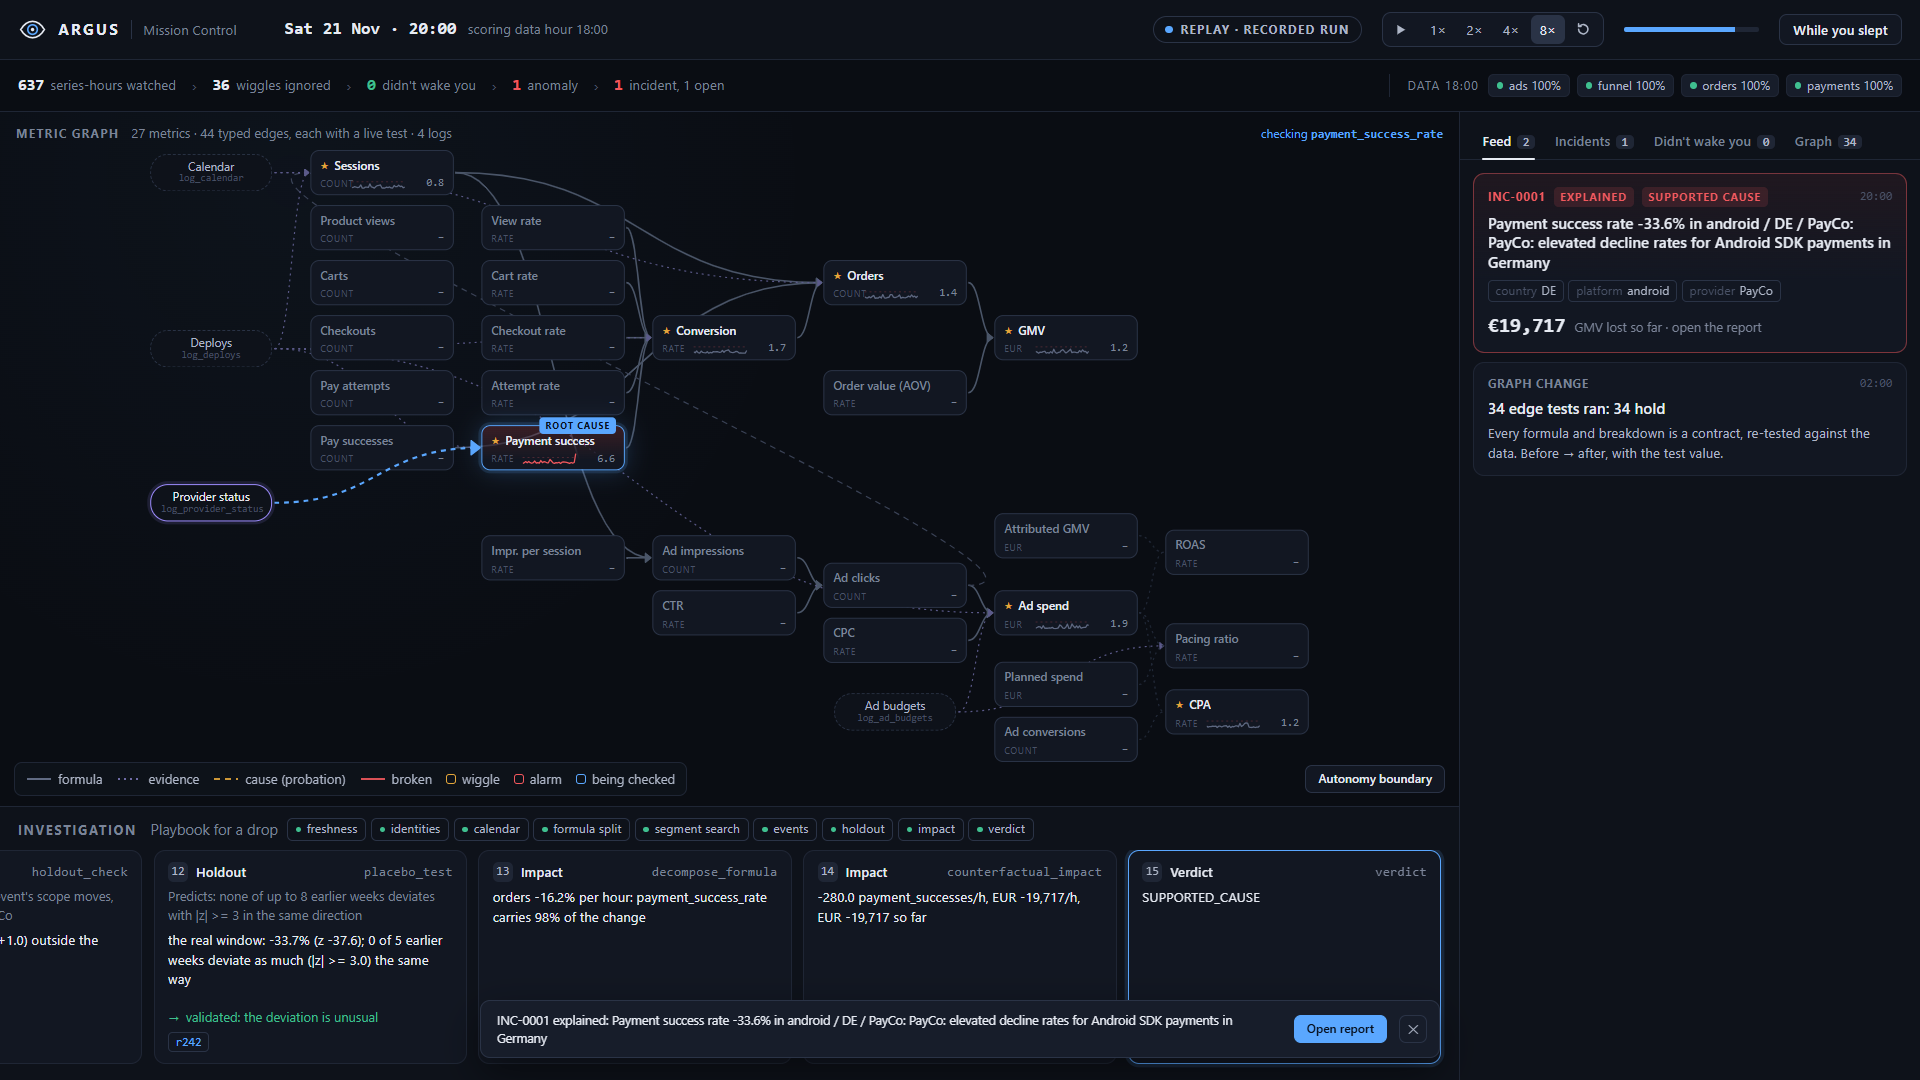 ARGUS
Mission Control
Sat 21 Nov · 20:00
scoring data hour 18:00
REPLAY · RECORDED RUN
1×
2×
4×
8×
While you slept
637 series-hours watched
36 wiggles ignored
0 didn't wake you
1 anomaly
1 incident, 1 open
DATA 18:00
ads 100%
funnel 100%
orders 100%
payments 100%
METRIC GRAPH
27 metrics · 44 typed edges, each with a live test · 4 logs
checking payment_success_rate
Calendar
log_calendar
★ Sessions
COUNT 0.8
Product views
COUNT –
View rate
RATE –
Carts
COUNT –
Cart rate
RATE –
★ Orders
COUNT 1.4
Deploys
log_deploys
Checkouts
COUNT –
Checkout rate
RATE –
★ Conversion
RATE 1.7
★ GMV
EUR 1.2
Pay attempts
COUNT –
Attempt rate
RATE –
Order value (AOV)
RATE –
Pay successes
COUNT –
ROOT CAUSE
★ Payment success
RATE 6.6
Provider status
log_provider_status
Impr. per session
RATE –
Ad impressions
COUNT –
CTR
RATE –
Ad clicks
COUNT –
CPC
RATE –
Attributed GMV
EUR –
ROAS
RATE –
★ Ad spend
EUR 1.9
Pacing ratio
RATE –
Planned spend
EUR –
Ad budgets
log_ad_budgets
★ CPA
RATE 1.2
Ad conversions
COUNT –
formula
evidence
cause (probation)
broken
wiggle
alarm
being checked
Autonomy boundary
Feed 2
Incidents 1
Didn't wake you 0
Graph 34
INC-0001 EXPLAINED SUPPORTED CAUSE 20:00
Payment success rate -33.6% in android / DE / PayCo:
PayCo: elevated decline rates for Android SDK payments in
Germany
country DE
platform android
provider PayCo
€19,717 GMV lost so far · open the report
GRAPH CHANGE 02:00
34 edge tests ran: 34 hold
Every formula and breakdown is a contract, re-tested against the
data. Before → after, with the test value.
INVESTIGATION
Playbook for a drop
freshness
identities
calendar
formula split
segment search
events
holdout
impact
verdict
holdout_check
vent's scope moves,
Co
+1.0) outside the
12 Holdout placebo_test
Predicts: none of up to 8 earlier weeks deviates
with |z| >= 3 in the same direction
the real window: -33.7% (z -37.6); 0 of 5 earlier
weeks deviate as much (|z| >= 3.0) the same
way
→ validated: the deviation is unusual
r242
13 Impact decompose_formula
orders -16.2% per hour: payment_success_rate
carries 98% of the change
14 Impact counterfactual_impact
-280.0 payment_successes/h, EUR -19,717/h,
EUR -19,717 so far
15 Verdict verdict
SUPPORTED_CAUSE
INC-0001 explained: Payment success rate -33.6% in android / DE / PayCo: PayCo: elevated decline rates for Android SDK payments in
Germany
Open report